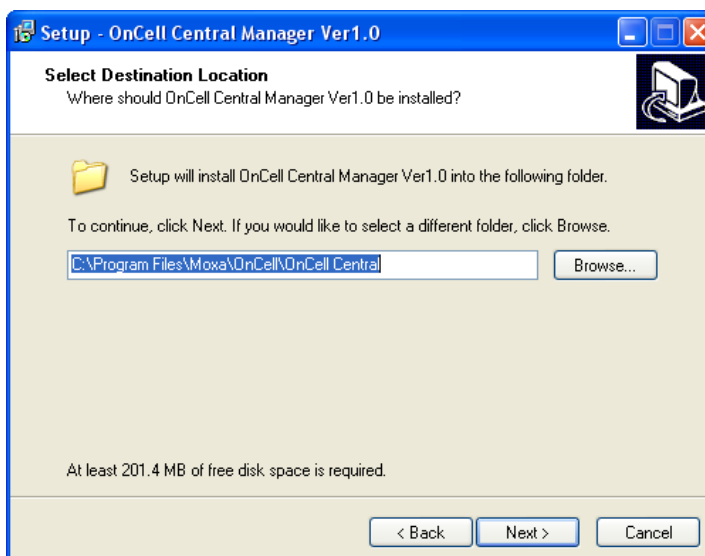 Setup - OnCell Central Manager Ver1.0
Select Destination Location
Where should OnCell Central Manager Ver1.0 be installed?
Setup will install OnCell Central Manager Ver1.0 into the following folder.
To continue, click Next. If you would like to select a different folder, click Browse.
C:\Program Files\Moxa\OnCell\OnCell Central
Browse...
At least 201.4 MB of free disk space is required.
< Back
Next >
Cancel